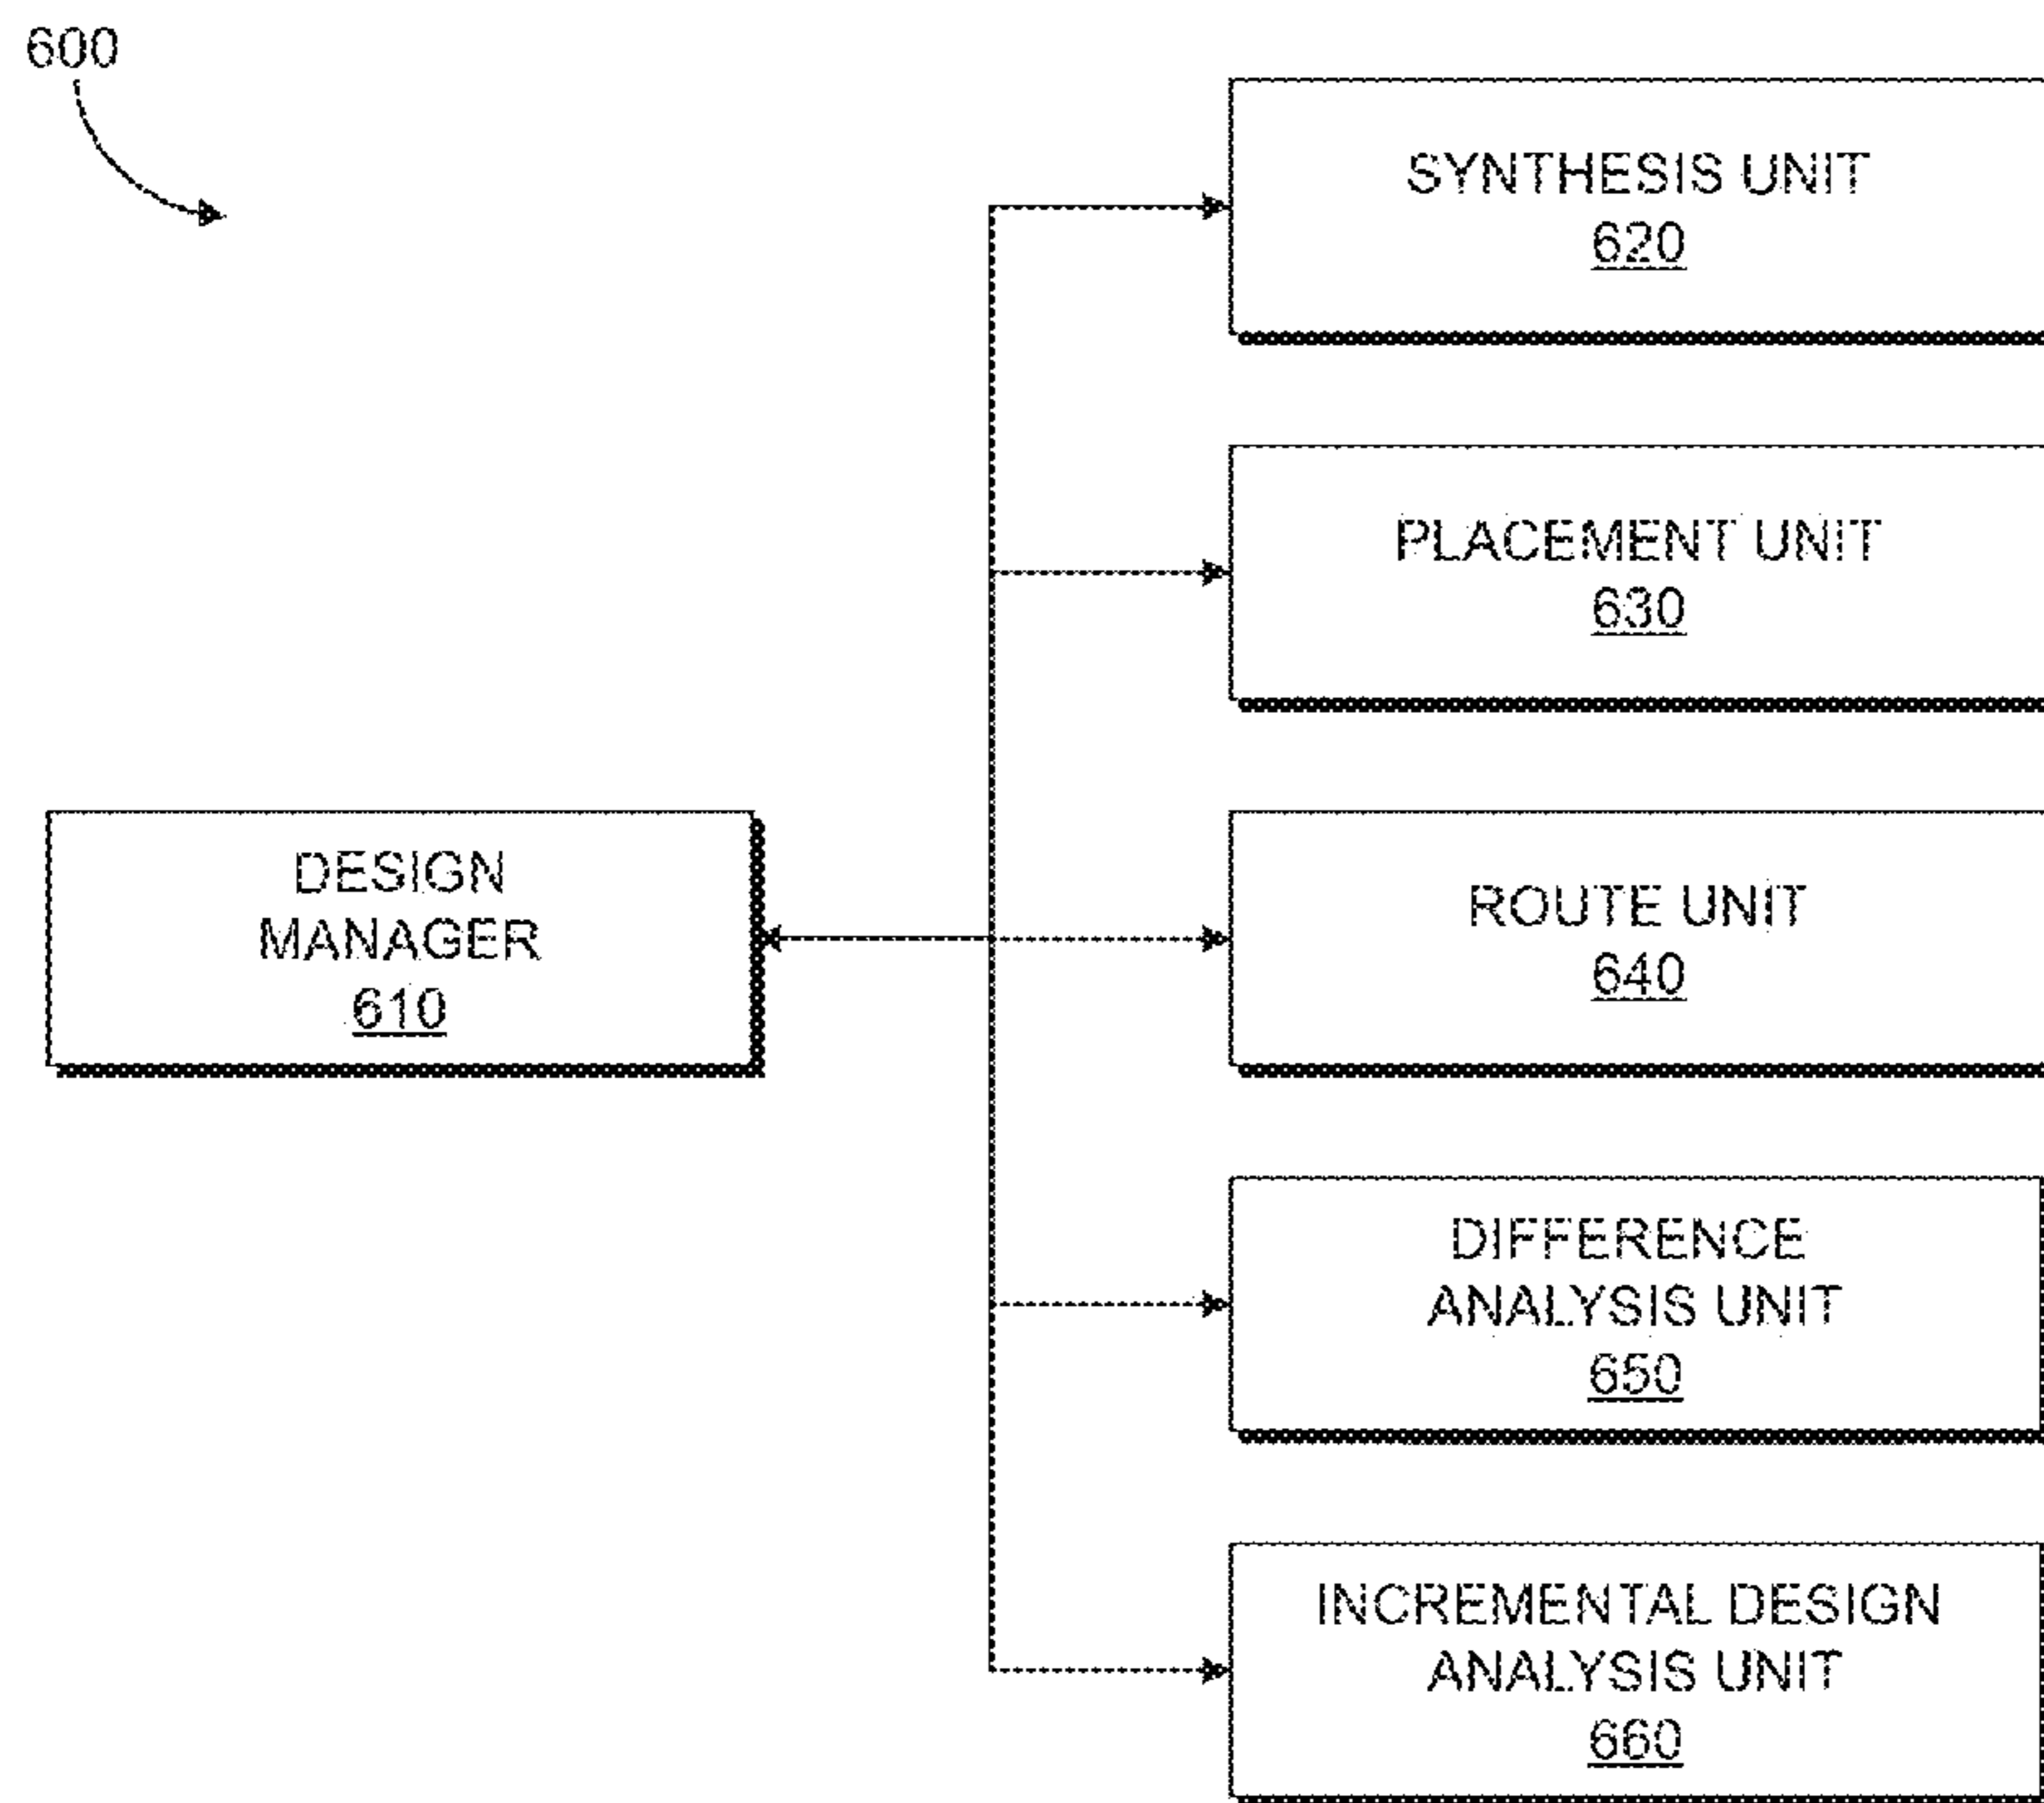 600
SYNTHESIS UNIT
620
PLACEMENT UNIT
630
DESIGN
MANAGER
610
ROUTE UNIT
640
DIFFERENCE
ANALYSIS UNIT
650
INCREMENTAL DESIGN
ANALYSIS UNIT
660